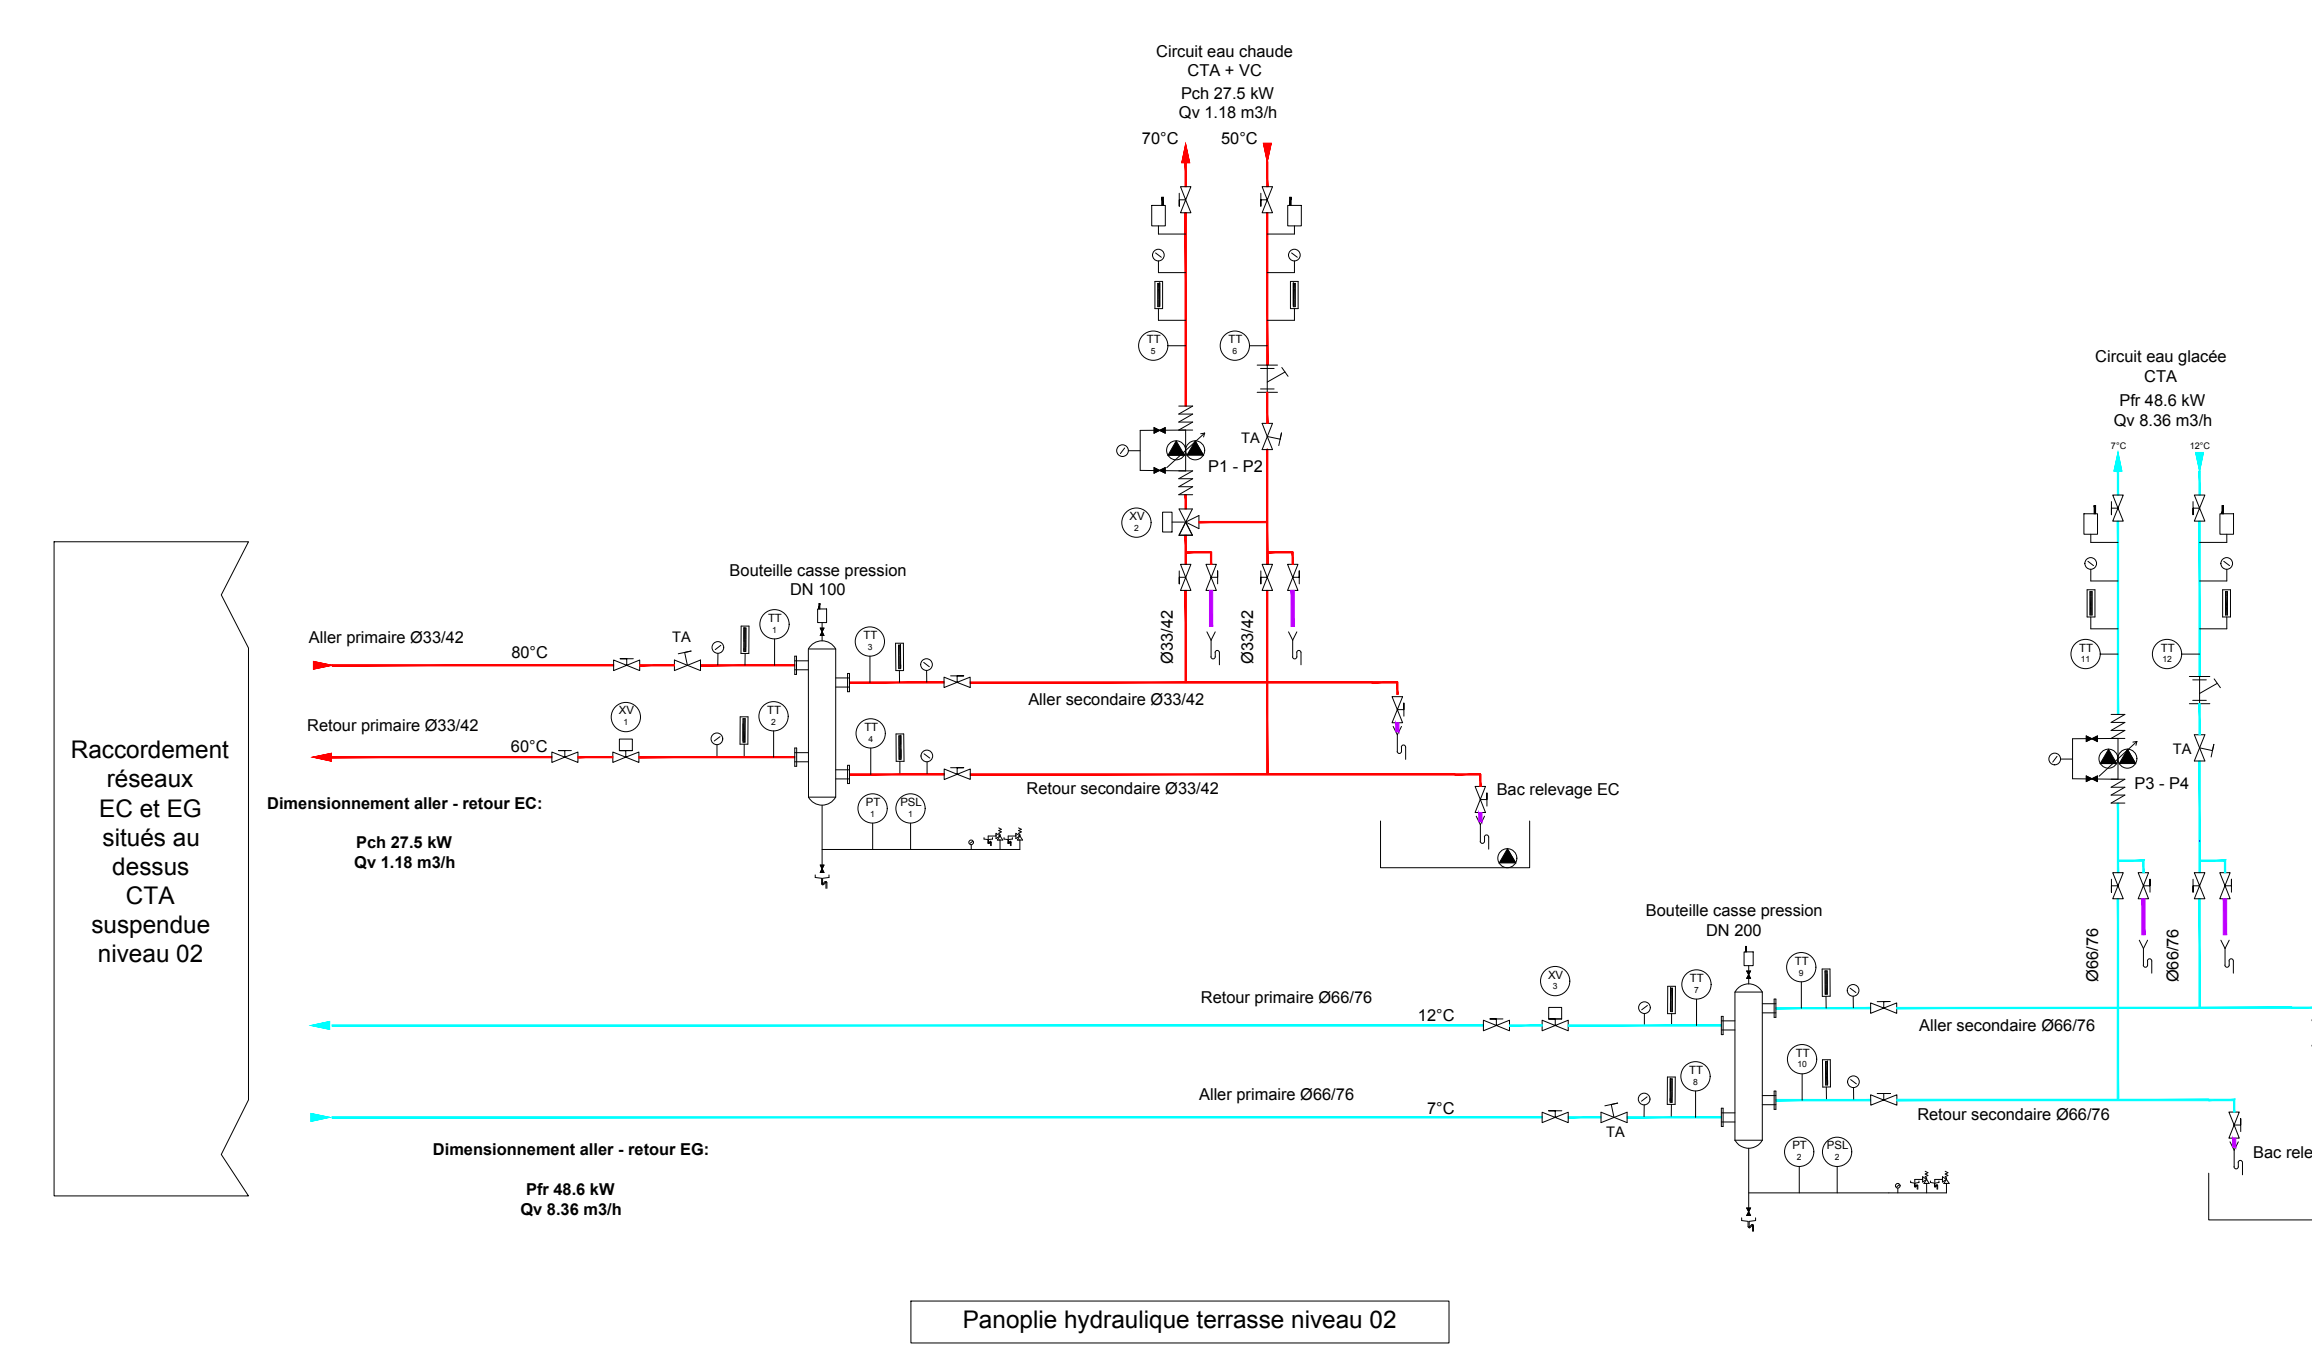 Circuit eau chaude
CTA + VC
Pch 27.5 kW
Qv 1.18 m3/h
70°C
50°C
TT
5
TT
6
TA
P1 - P2
XV
2
Ø33/42
Ø33/42
Circuit eau glacée
CTA
Pfr 48.6 kW
Qv 8.36 m3/h
7°C
12°C
TT
11
TT
12
TA
P3 - P4
Ø66/76
Ø66/76
Raccordement
réseaux
EC et EG
situés au
dessus
CTA
suspendue
niveau 02
Bouteille casse pression
DN 100
Aller primaire Ø33/42
80°C
TA
TT
1
TT
3
Aller secondaire Ø33/42
Retour primaire Ø33/42
60°C
XV
1
TT
2
TT
4
Retour secondaire Ø33/42
Bac relevage EC
PT
1
PSL
1
Dimensionnement aller - retour EC:
Pch 27.5 kW
Qv 1.18 m3/h
Bouteille casse pression
DN 200
Retour primaire Ø66/76
12°C
XV
3
TT
7
TT
9
Aller secondaire Ø66/76
Aller primaire Ø66/76
7°C
TA
TT
8
TT
10
Retour secondaire Ø66/76
Bac rele
PT
2
PSL
2
Dimensionnement aller - retour EG:
Pfr 48.6 kW
Qv 8.36 m3/h
Panoplie hydraulique terrasse niveau 02